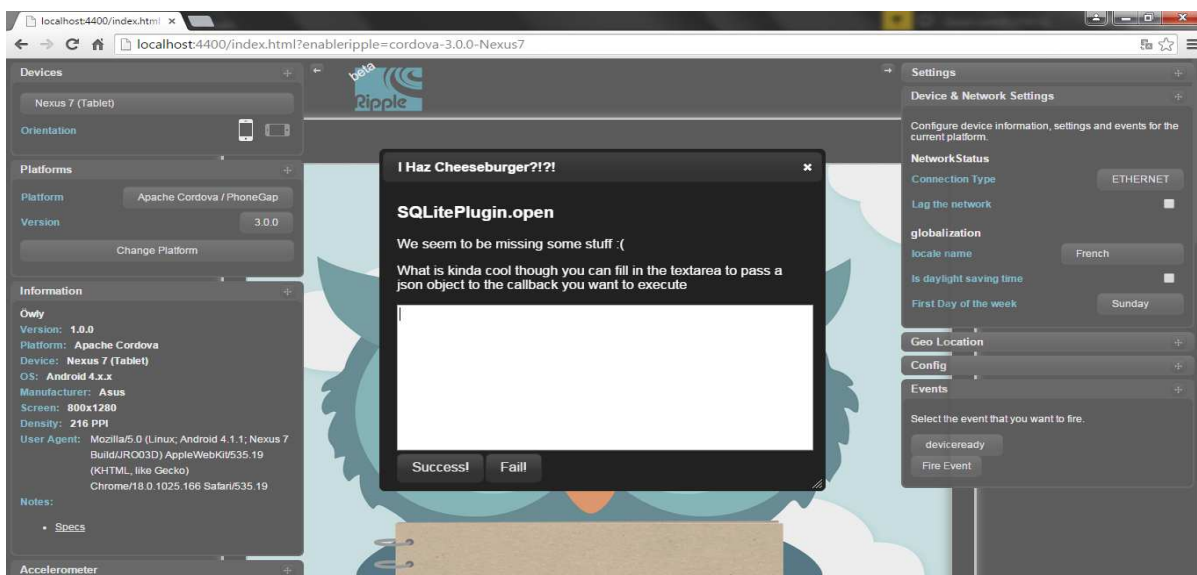 localhost:4400/index.html
localhost:4400/index.html?enableripple=cordova-3.0.0-Nexus7
Devices
Nexus 7 (Tablet)
Orientation
Platforms
Platform
Apache Cordova / PhoneGap
Version
3.0.0
Change Platform
Information
Öwly
Version: 1.0.0
Platform: Apache Cordova
Device: Nexus 7 (Tablet)
OS: Android 4.x.x
Manufacturer: Asus
Screen: 800x1280
Density: 216 PPI
User Agent: Mozilla/5.0 (Linux; Android 4.1.1; Nexus 7
Build/JRO03D) AppleWebKit/535.19
(KHTML, like Gecko)
Chrome/18.0.1025.166 Safari/535.19
Notes:
Specs
Accelerometer
beta
Ripple
I Haz Cheeseburger?!?!
SQLitePlugin.open
We seem to be missing some stuff :(
What is kinda cool though you can fill in the textarea to pass a
json object to the callback you want to execute
Success!
Fail!
Settings
Device & Network Settings
Configure device information, settings and events for the
current platform.
NetworkStatus
Connection Type
ETHERNET
Lag the network
globalization
locale name
French
Is daylight saving time
First Day of the week
Sunday
Geo Location
Config
Events
Select the event that you want to fire.
deviceready
Fire Event